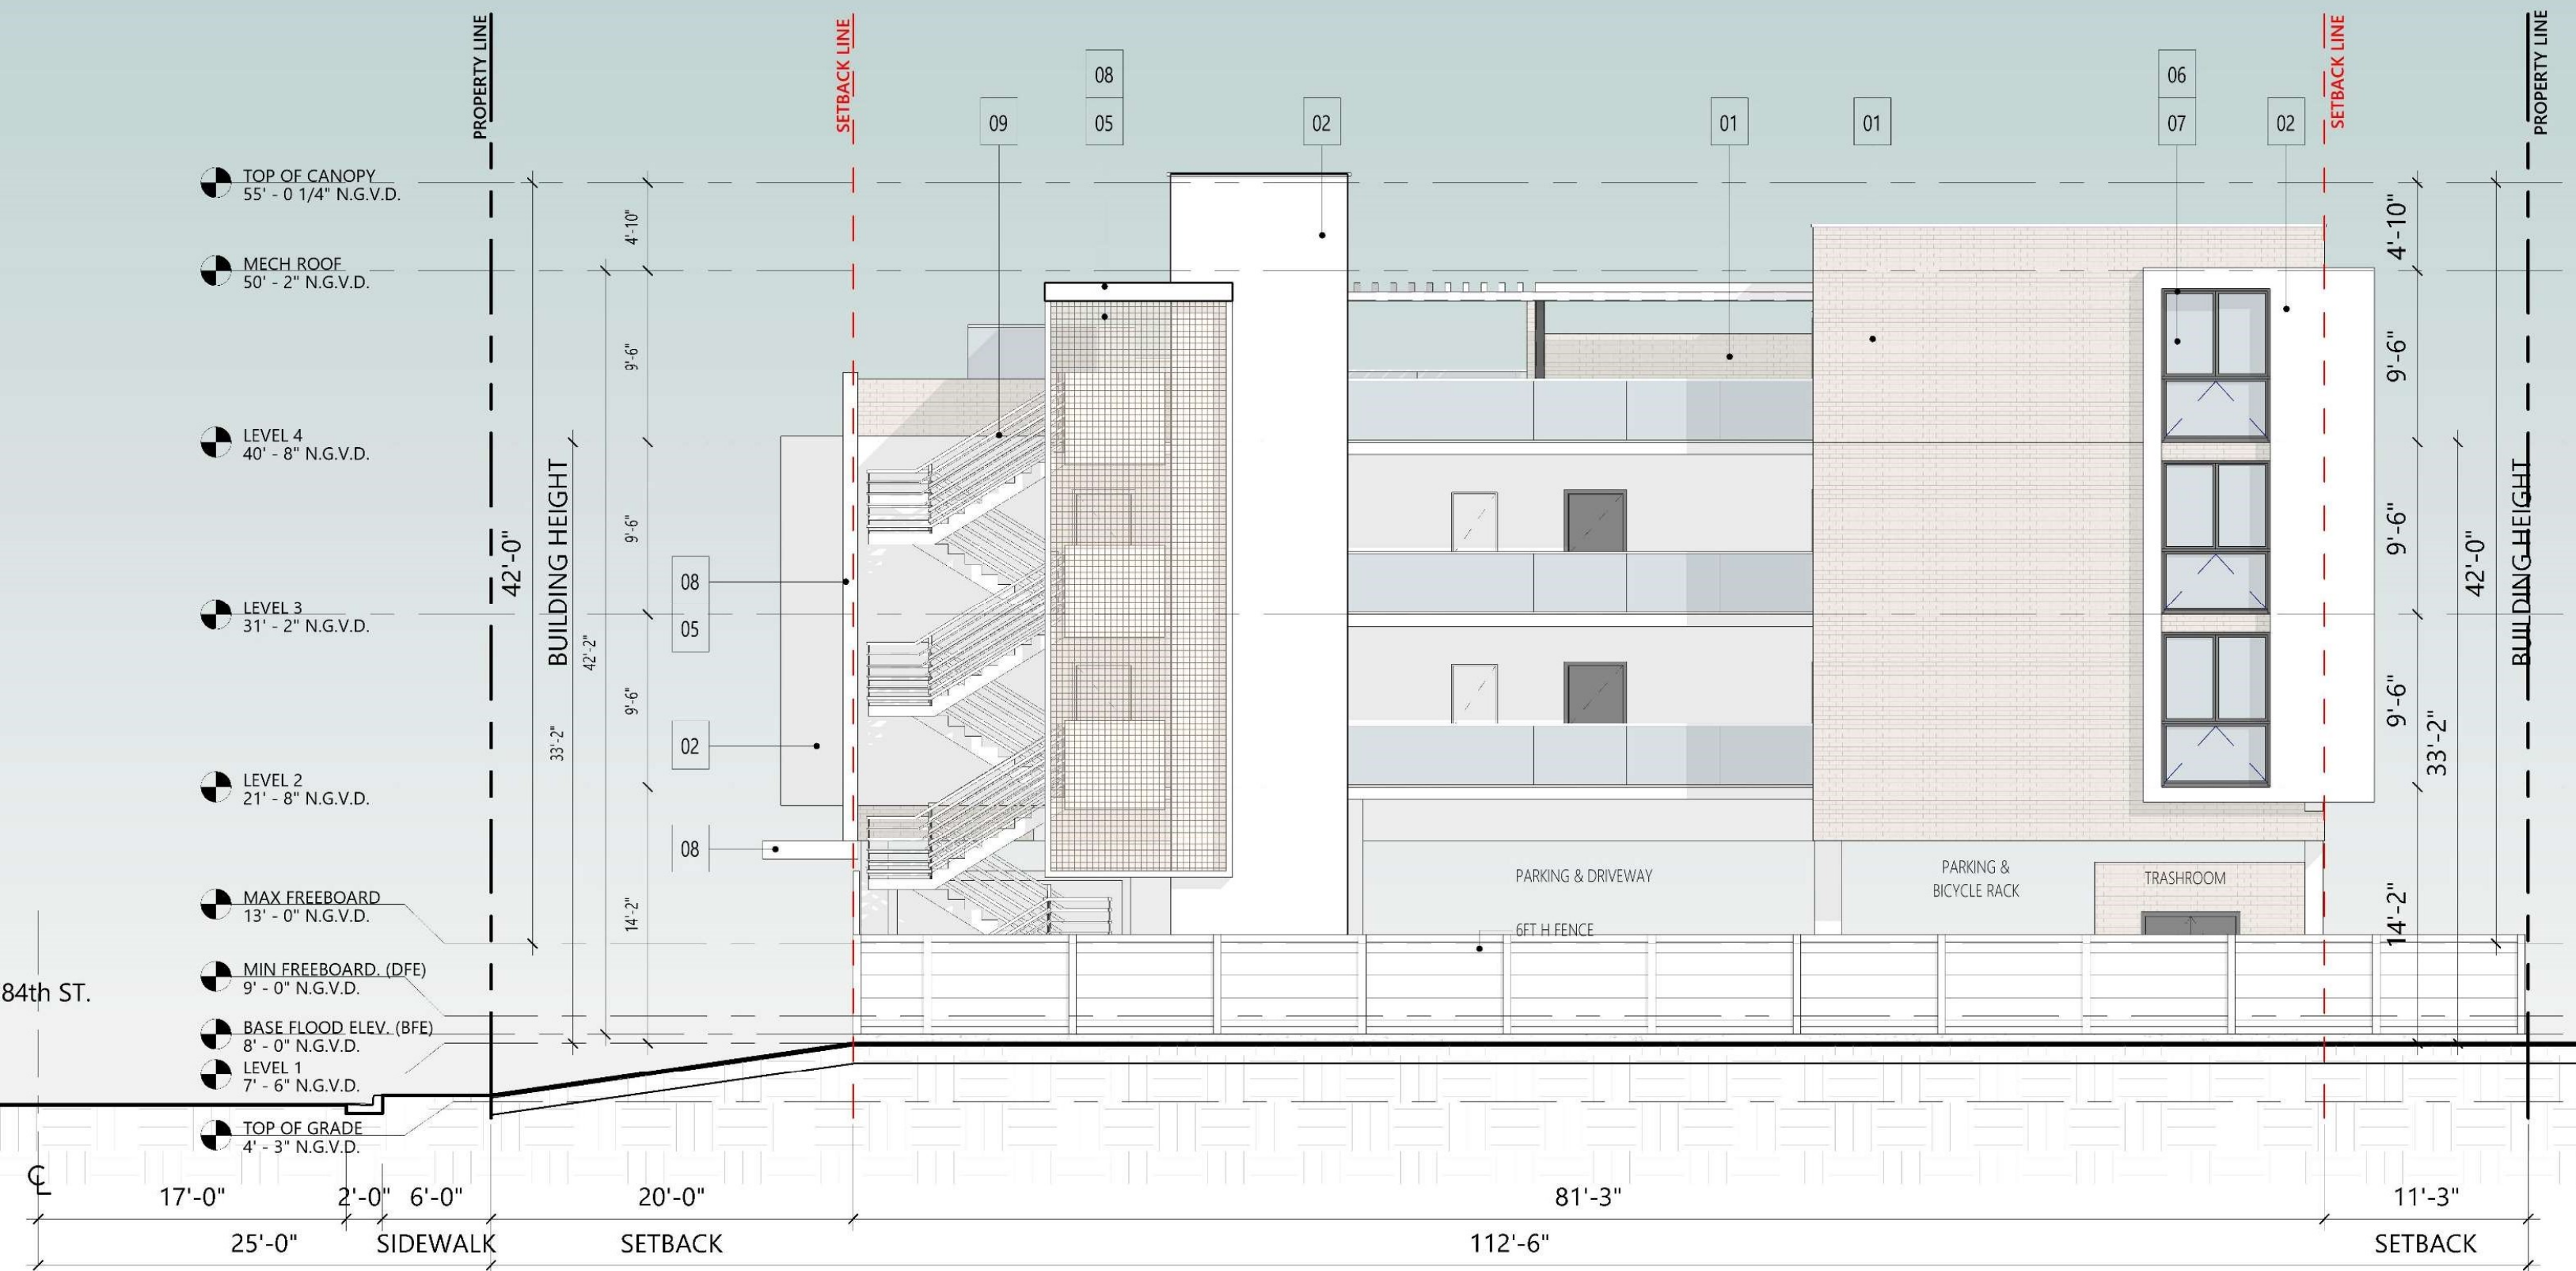 PROPERTY LINE
SETBACK LINE
08
09
05
02
01
01
06
07
02
SETBACK LINE
PROPERTY LINE
TOP OF CANOPY
55' - 0 1/4" N.G.V.D.
MECH ROOF
50' - 2" N.G.V.D.
LEVEL 4
40' - 8" N.G.V.D.
LEVEL 3
31' - 2" N.G.V.D.
LEVEL 2
21' - 8" N.G.V.D.
MAX FREEBOARD
13' - 0" N.G.V.D.
MIN FREEBOARD. (DFE)
9' - 0" N.G.V.D.
84th ST.
BASE FLOOD ELEV. (BFE)
8' - 0" N.G.V.D.
LEVEL 1
7' - 6" N.G.V.D.
TOP OF GRADE
4' - 3" N.G.V.D.
42'-0"
BUILDING HEIGHT
33'-2"
42'-2"
4'-10"
9'-6"
9'-6"
9'-6"
14'-2"
08
05
02
08
PARKING & DRIVEWAY
6FT H FENCE
PARKING &
BICYCLE RACK
TRASHROOM
4'-10"
9'-6"
9'-6"
9'-6"
14'-2"
33'-2"
42'-0"
BUILDING HEIGHT
℄
17'-0"
2'-0"
6'-0"
20'-0"
81'-3"
11'-3"
25'-0"
SIDEWALK
SETBACK
112'-6"
SETBACK